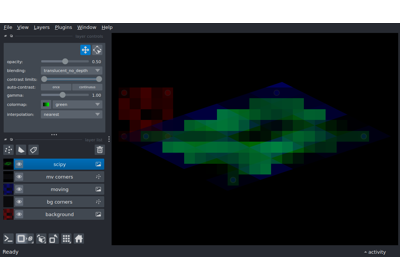 File View Layers Plugins Window Help
opacity: 0.50
blending: translucent_no_depth
contrast limits:
auto-contrast: once continuous
gamma: 1.00
colormap: green
interpolation: nearest
scipy
mv corners
moving
bg corners
background
Ready activity